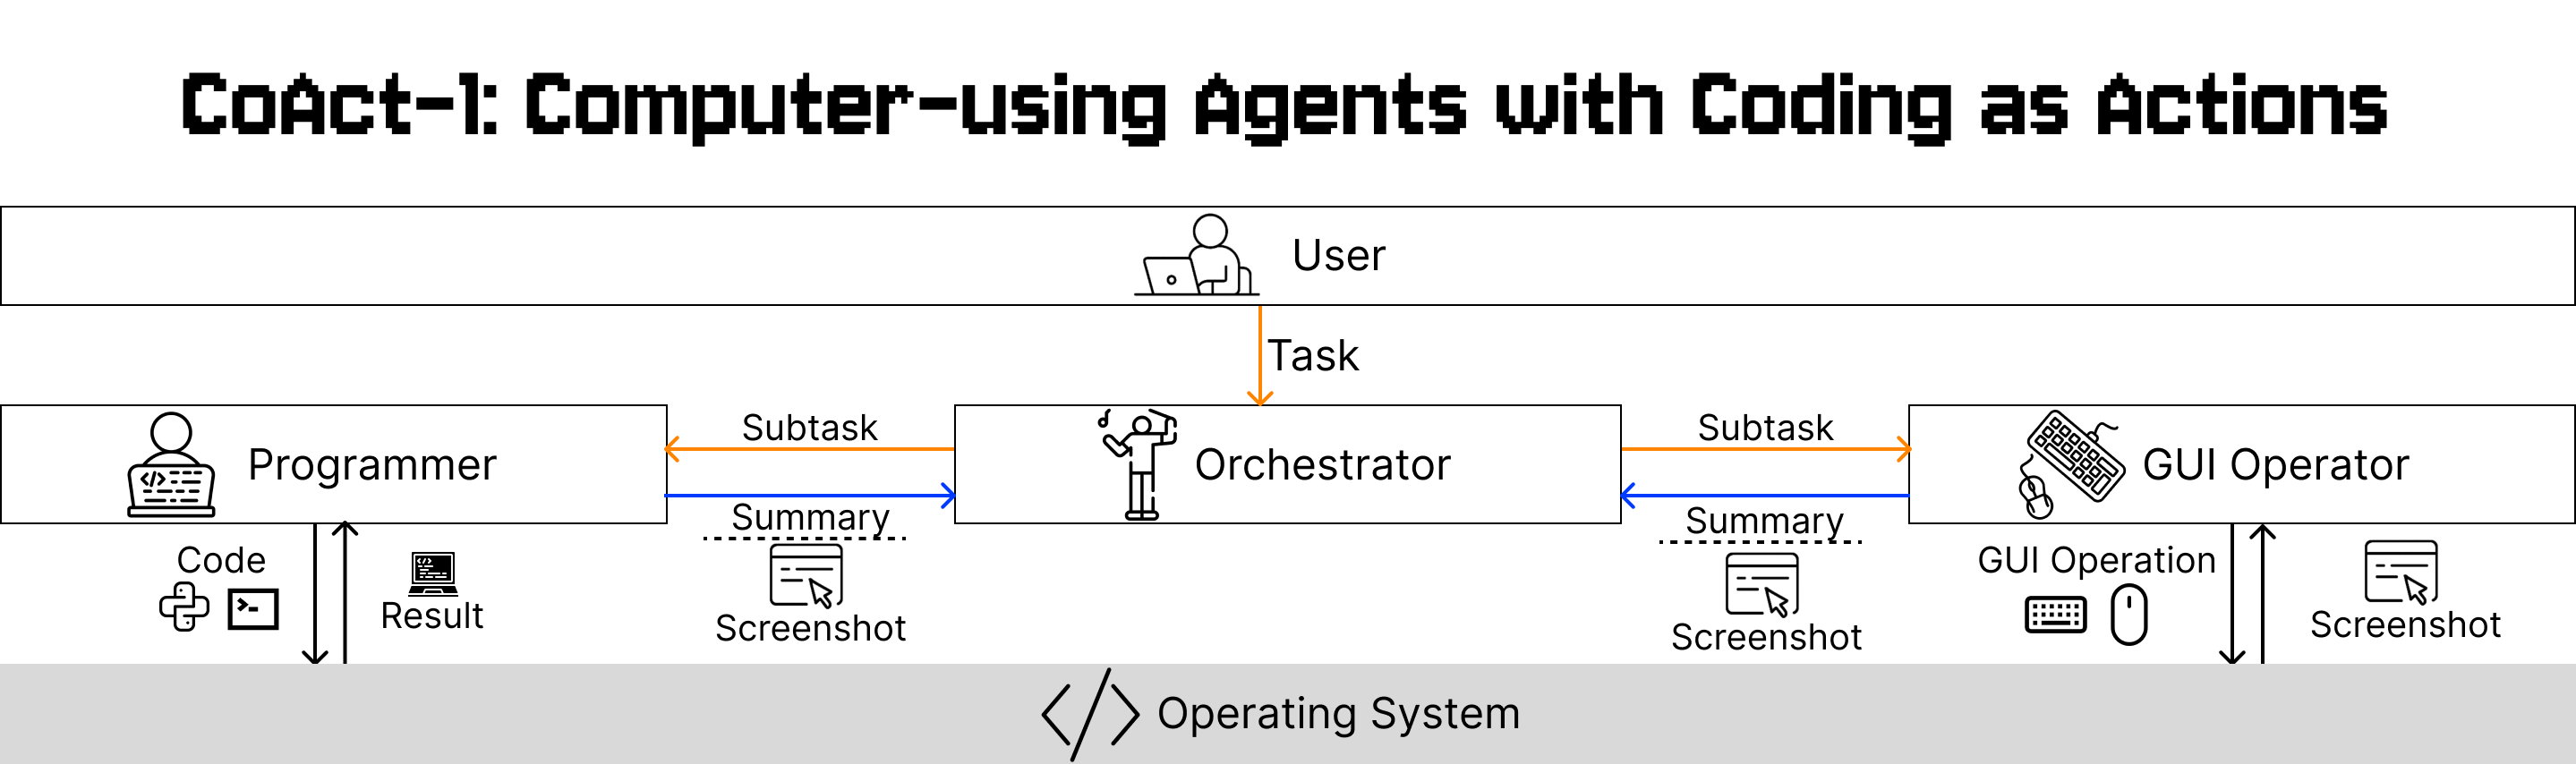 CoAct-1: Computer-using Agents with Coding as Actions
User
Task
Programmer
Subtask
Orchestrator
Subtask
GUI Operator
Summary
Summary
Code
Result
Screenshot
Screenshot
GUI Operation
Screenshot
Operating System